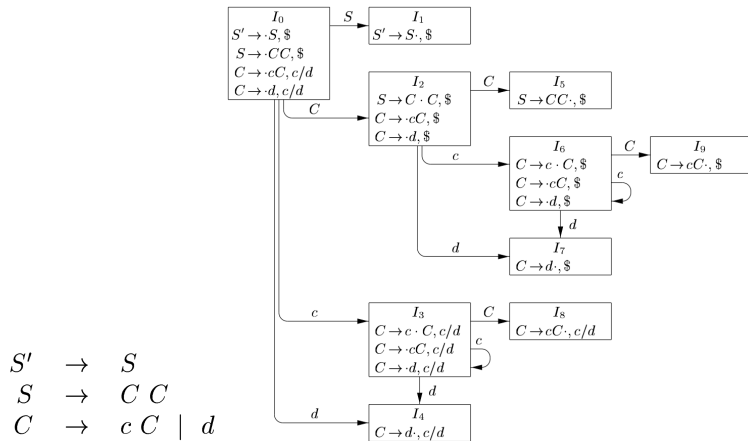 I₀
S′ → ·S, $
S → ·CC, $
C → ·cC, c/d
C → ·d, c/d
S
I₁
S′ → S·, $
C
I₂
S → C · C, $
C → ·cC, $
C → ·d, $
C
I₅
S → CC·, $
c
I₆
C → c · C, $
C → ·cC, $
C → ·d, $
C
I₉
C → cC·, $
c
d
d
I₇
C → d·, $
c
I₃
C → c · C, c/d
C → ·cC, c/d
C → ·d, c/d
C
I₈
C → cC·, c/d
c
d
d
I₄
C → d·, c/d
S′ → S
S → C C
C → c C | d